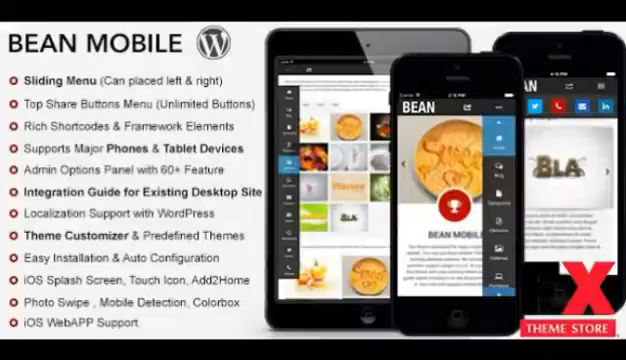 BEAN MOBILE
Sliding Menu (Can placed left & right)
Top Share Buttons Menu (Unlimited Buttons)
Rich Shortcodes & Framework Elements
Supports Major Phones & Tablet Devices
Admin Options Panel with 60+ Feature
Integration Guide for Existing Desktop Site
Localization Support with WordPress
Theme Customizer & Predefined Themes
Easy Installation & Auto Configuration
iOS Splash Screen, Touch Icon, Add2Home
Photo Swipe , Mobile Detection, Colorbox
iOS WebAPP Support
BEAN
BEAN MOBILE
BEAN
BLA
X
THEME STORE